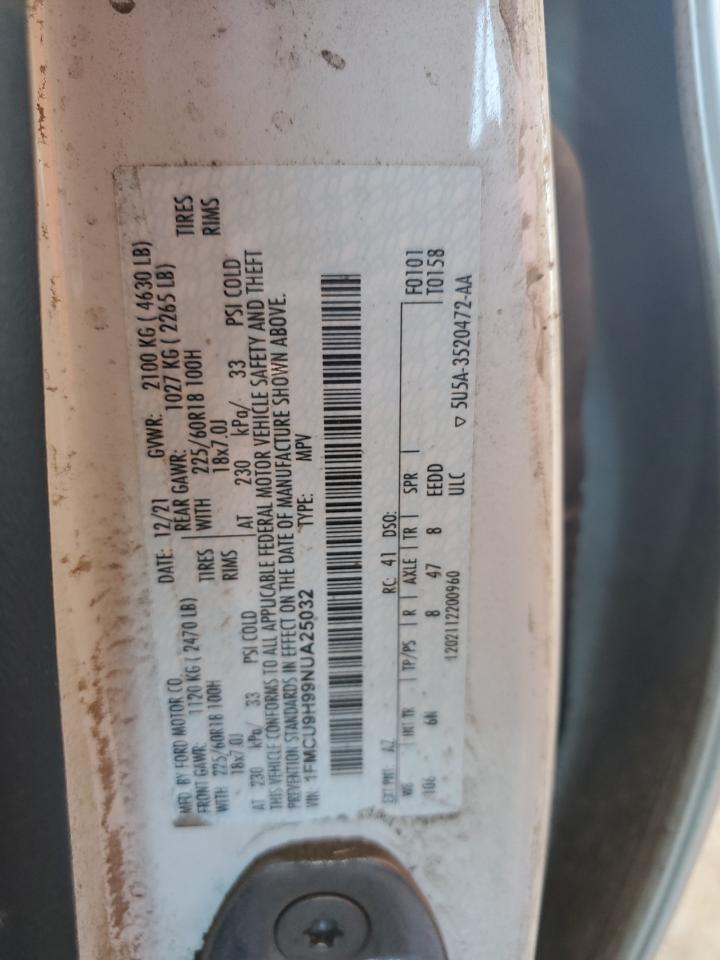 MFD. BY FORD MOTOR CO. DATE: 12/21 GVWR: 2100 KG ( 4630 LB)
FRONT GAWR: 1120 KG ( 2470 LB) REAR GAWR: 1027 KG ( 2265 LB)
WITH 225/60R18 100H TIRES WITH 225/60R18 100H TIRES
18x7.0J RIMS 18x7.0J RIMS
AT 230 kPa/ 33 PSI COLD AT 230 kPa/ 33 PSI COLD
THIS VEHICLE CONFORMS TO ALL APPLICABLE FEDERAL MOTOR VEHICLE SAFETY AND THEFT
PREVENTION STANDARDS IN EFFECT ON THE DATE OF MANUFACTURE SHOWN ABOVE.
VIN: 1FMCU9H99NUA25032 TYPE: MPV
EXT PNT: AZ RC: 41 DSO: F0101
WB INT TR TP/PS R AXLE TR SPR T0158
106 6N 8 47 8 EEDD
1202112200960 ULC
▽ 5U5A-3520472-AA